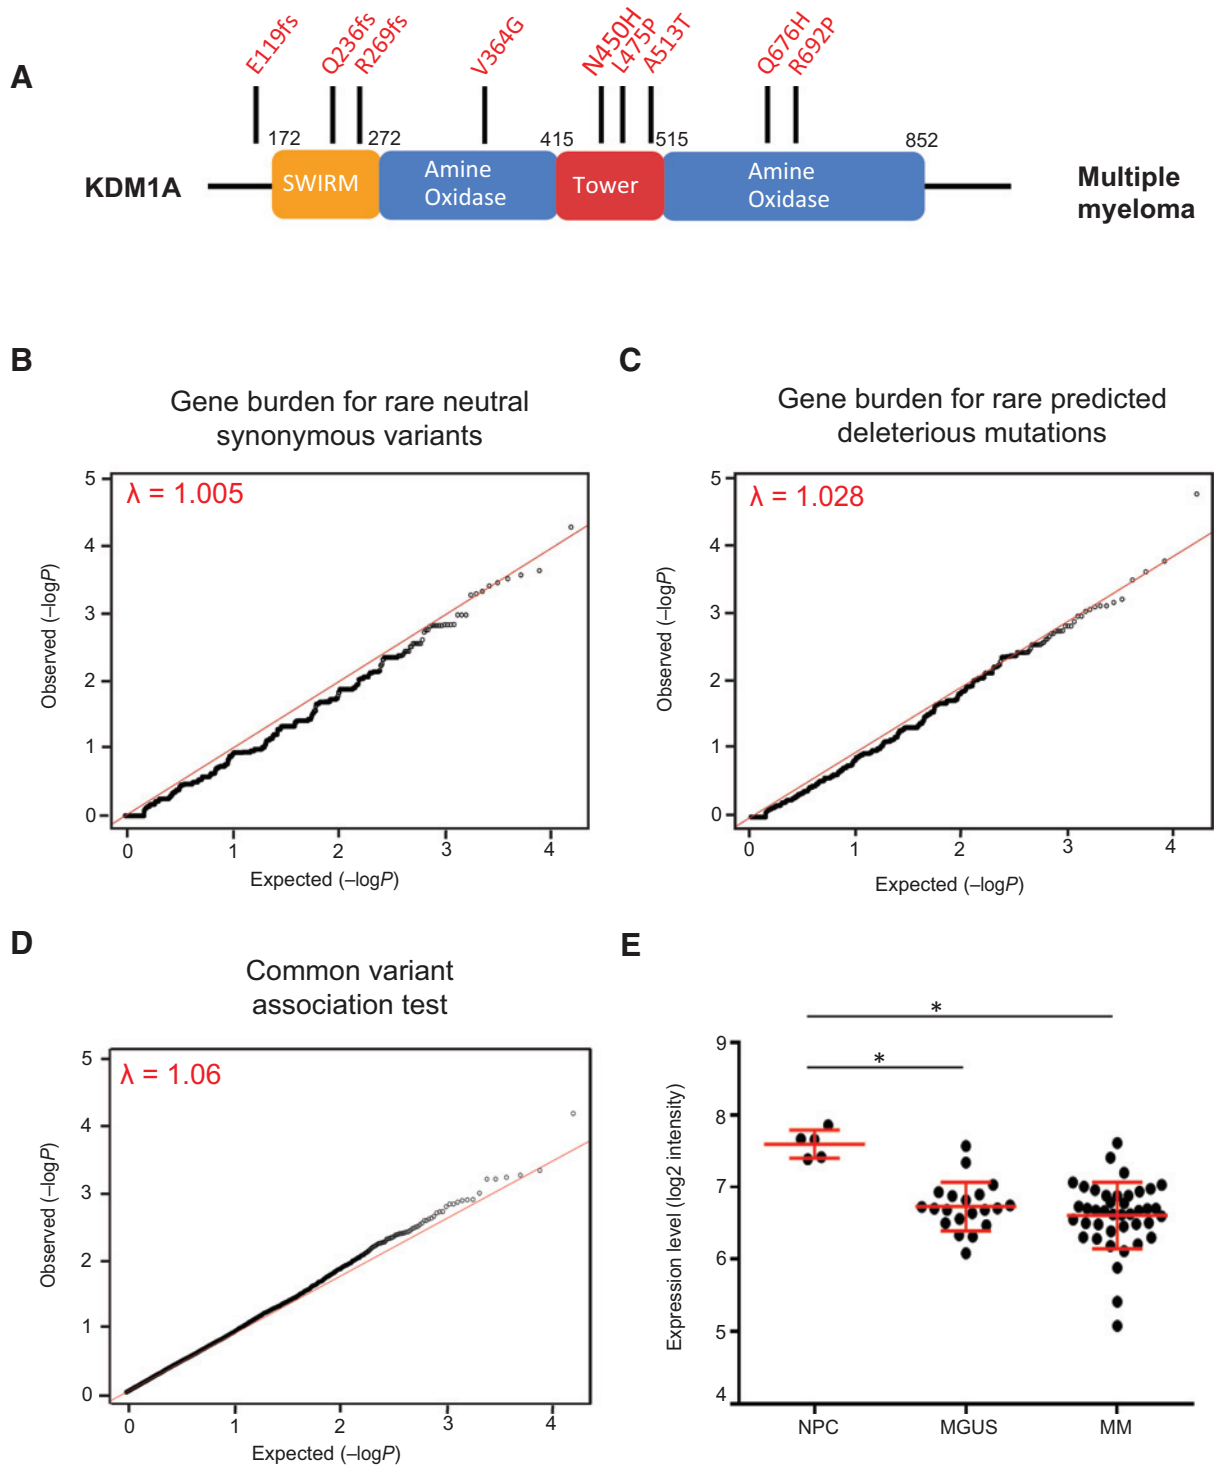 A
E119fs
Q236fs
R269fs
V364G
N450H
L475P
A513T
Q676H
R692P
172
272
415
515
852
KDM1A
SWIRM
Amine
Oxidase
Tower
Amine
Oxidase
Multiple
myeloma
B
Gene burden for rare neutral
synonymous variants
λ = 1.005
5
4
3
2
1
0
Observed (–logP)
0 1 2 3 4
Expected (–logP)
C
Gene burden for rare predicted
deleterious mutations
λ = 1.028
5
4
3
2
1
0
Observed (–logP)
0 1 2 3 4
Expected (–logP)
D
Common variant
association test
λ = 1.06
5
4
3
2
1
0
Observed (–logP)
0 1 2 3 4
Expected (–logP)
E
*
*
9
8
7
6
5
4
Expression level (log2 intensity)
NPC MGUS MM